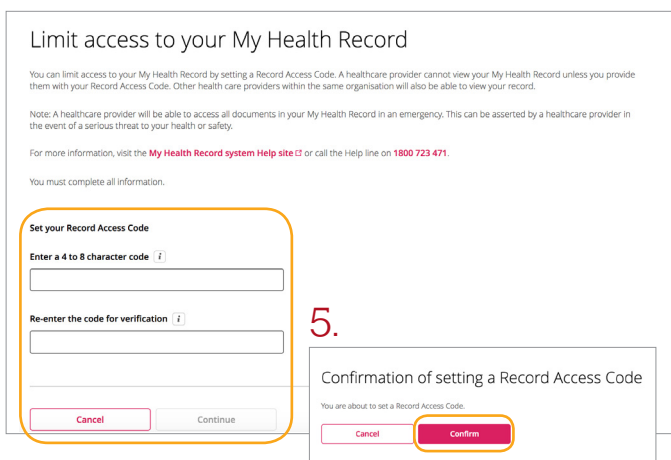 Limit access to your My Health Record
You can limit access to your My Health Record by setting a Record Access Code. A healthcare provider cannot view your My Health Record unless you provide
them with your Record Access Code. Other health care providers within the same organisation will also be able to view your record.
Note: A healthcare provider will be able to access all documents in your My Health Record in an emergency. This can be asserted by a healthcare provider in
the event of a serious threat to your health or safety.
For more information, visit the My Health Record system Help site or call the Help line on 1800 723 471.
You must complete all information.
Set your Record Access Code
Enter a 4 to 8 character code i
Re-enter the code for verification i
Cancel Continue
5.
Confirmation of setting a Record Access Code
You are about to set a Record Access Code.
Cancel Confirm